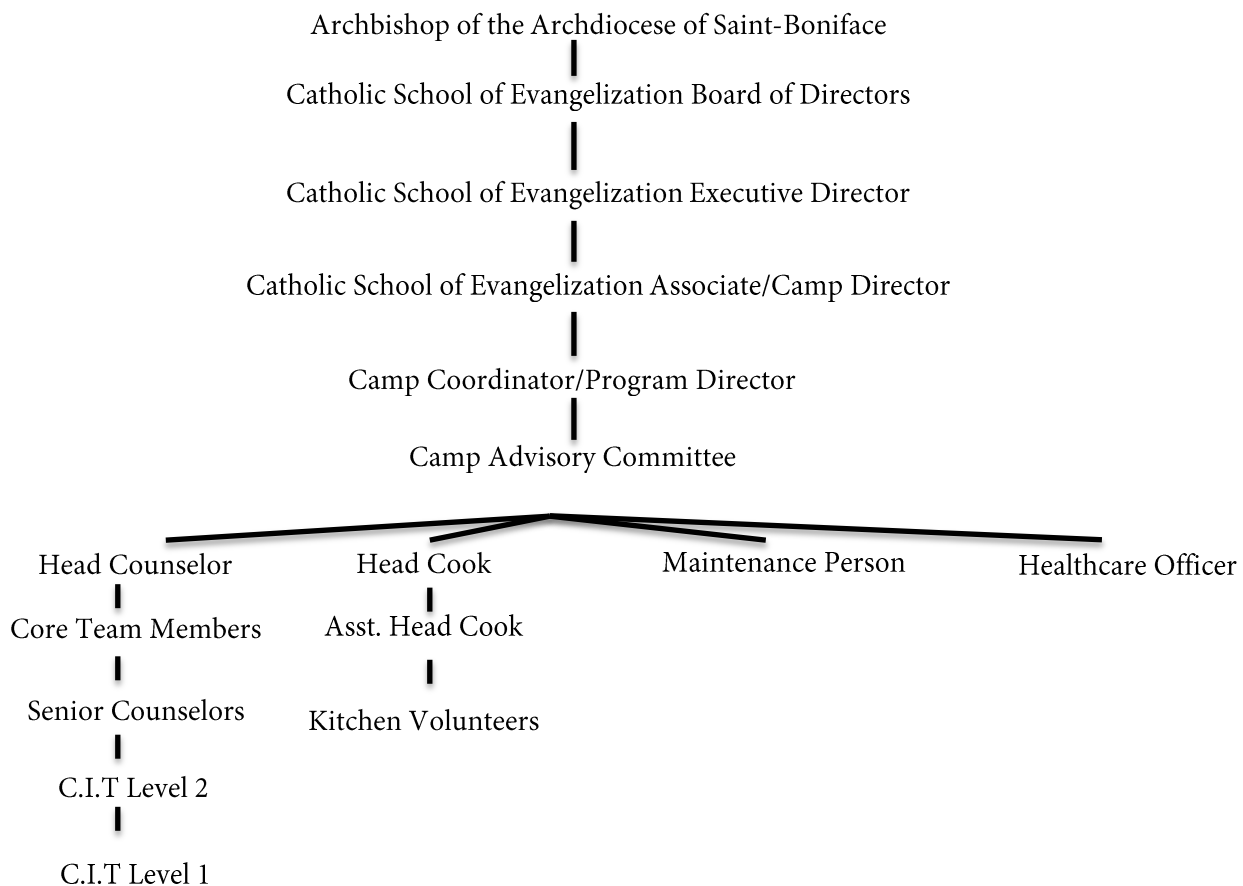 Archbishop of the Archdiocese of Saint-Boniface
Catholic School of Evangelization Board of Directors
Catholic School of Evangelization Executive Director
Catholic School of Evangelization Associate/Camp Director
Camp Coordinator/Program Director
Camp Advisory Committee
Head Counselor
Head Cook
Maintenance Person
Healthcare Officer
Core Team Members
Asst. Head Cook
Senior Counselors
Kitchen Volunteers
C.I.T Level 2
C.I.T Level 1